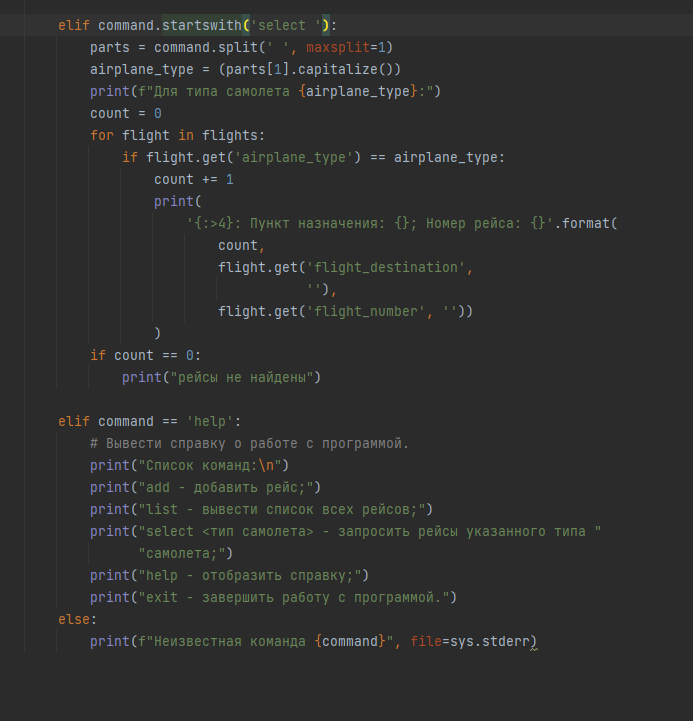 elif command.startswith('select '):
    parts = command.split(' ', maxsplit=1)
    airplane_type = (parts[1].capitalize())
    print(f"Для типа самолета {airplane_type}:")
    count = 0
    for flight in flights:
        if flight.get('airplane_type') == airplane_type:
            count += 1
            print(
                '{:>4}: Пункт назначения: {}; Номер рейса: {}'.format(
                    count,
                    flight.get('flight_destination',
                               ''),
                    flight.get('flight_number', ''))
            )
    if count == 0:
        print("рейсы не найдены")

elif command == 'help':
    # Вывести справку о работе с программой.
    print("Список команд:\n")
    print("add - добавить рейс;")
    print("list - вывести список всех рейсов;")
    print("select <тип самолета> - запросить рейсы указанного типа "
          "самолета;")
    print("help - отобразить справку;")
    print("exit - завершить работу с программой.")
else:
    print(f"Неизвестная команда {command}", file=sys.stderr)